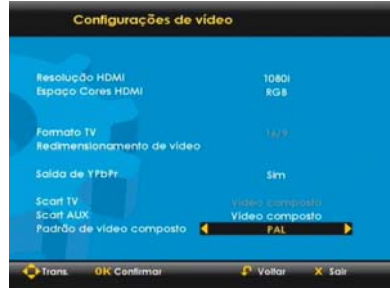 Configurações de vídeo
Resolução HDMI 1080i
Espaço Cores HDMI RGB
Formato TV 16/9
Redimensionamento de vídeo
Saída de YPbPr Sim
Scart TV Vídeo composto
Scart AUX Vídeo composto
Padrão de vídeo composto PAL
Trans. OK Confirmar Voltar X Sair